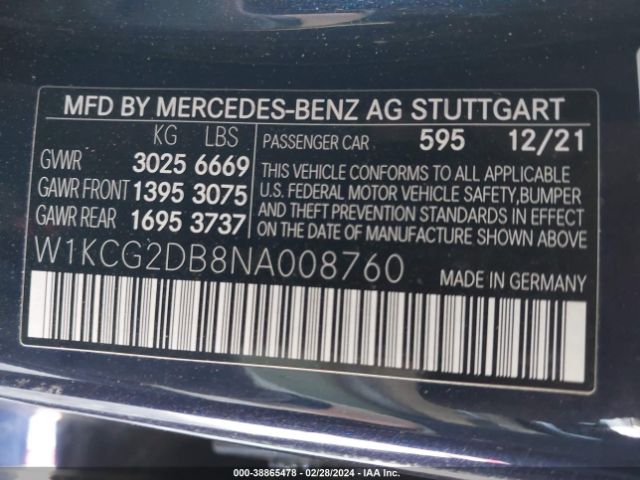 MFD BY MERCEDES-BENZ AG STUTTGART
KG LBS
PASSENGER CAR 595 12/21
GVWR 3025 6669
GAWR FRONT 1395 3075
GAWR REAR 1695 3737
THIS VEHICLE CONFORMS TO ALL APPLICABLE
U.S. FEDERAL MOTOR VEHICLE SAFETY,BUMPER
AND THEFT PREVENTION STANDARDS IN EFFECT
ON THE DATE OF MANUFACTURE SHOWN ABOVE
W1KCG2DB8NA008760
MADE IN GERMANY
000-38865478 | 02/28/2024 | IAA Inc.